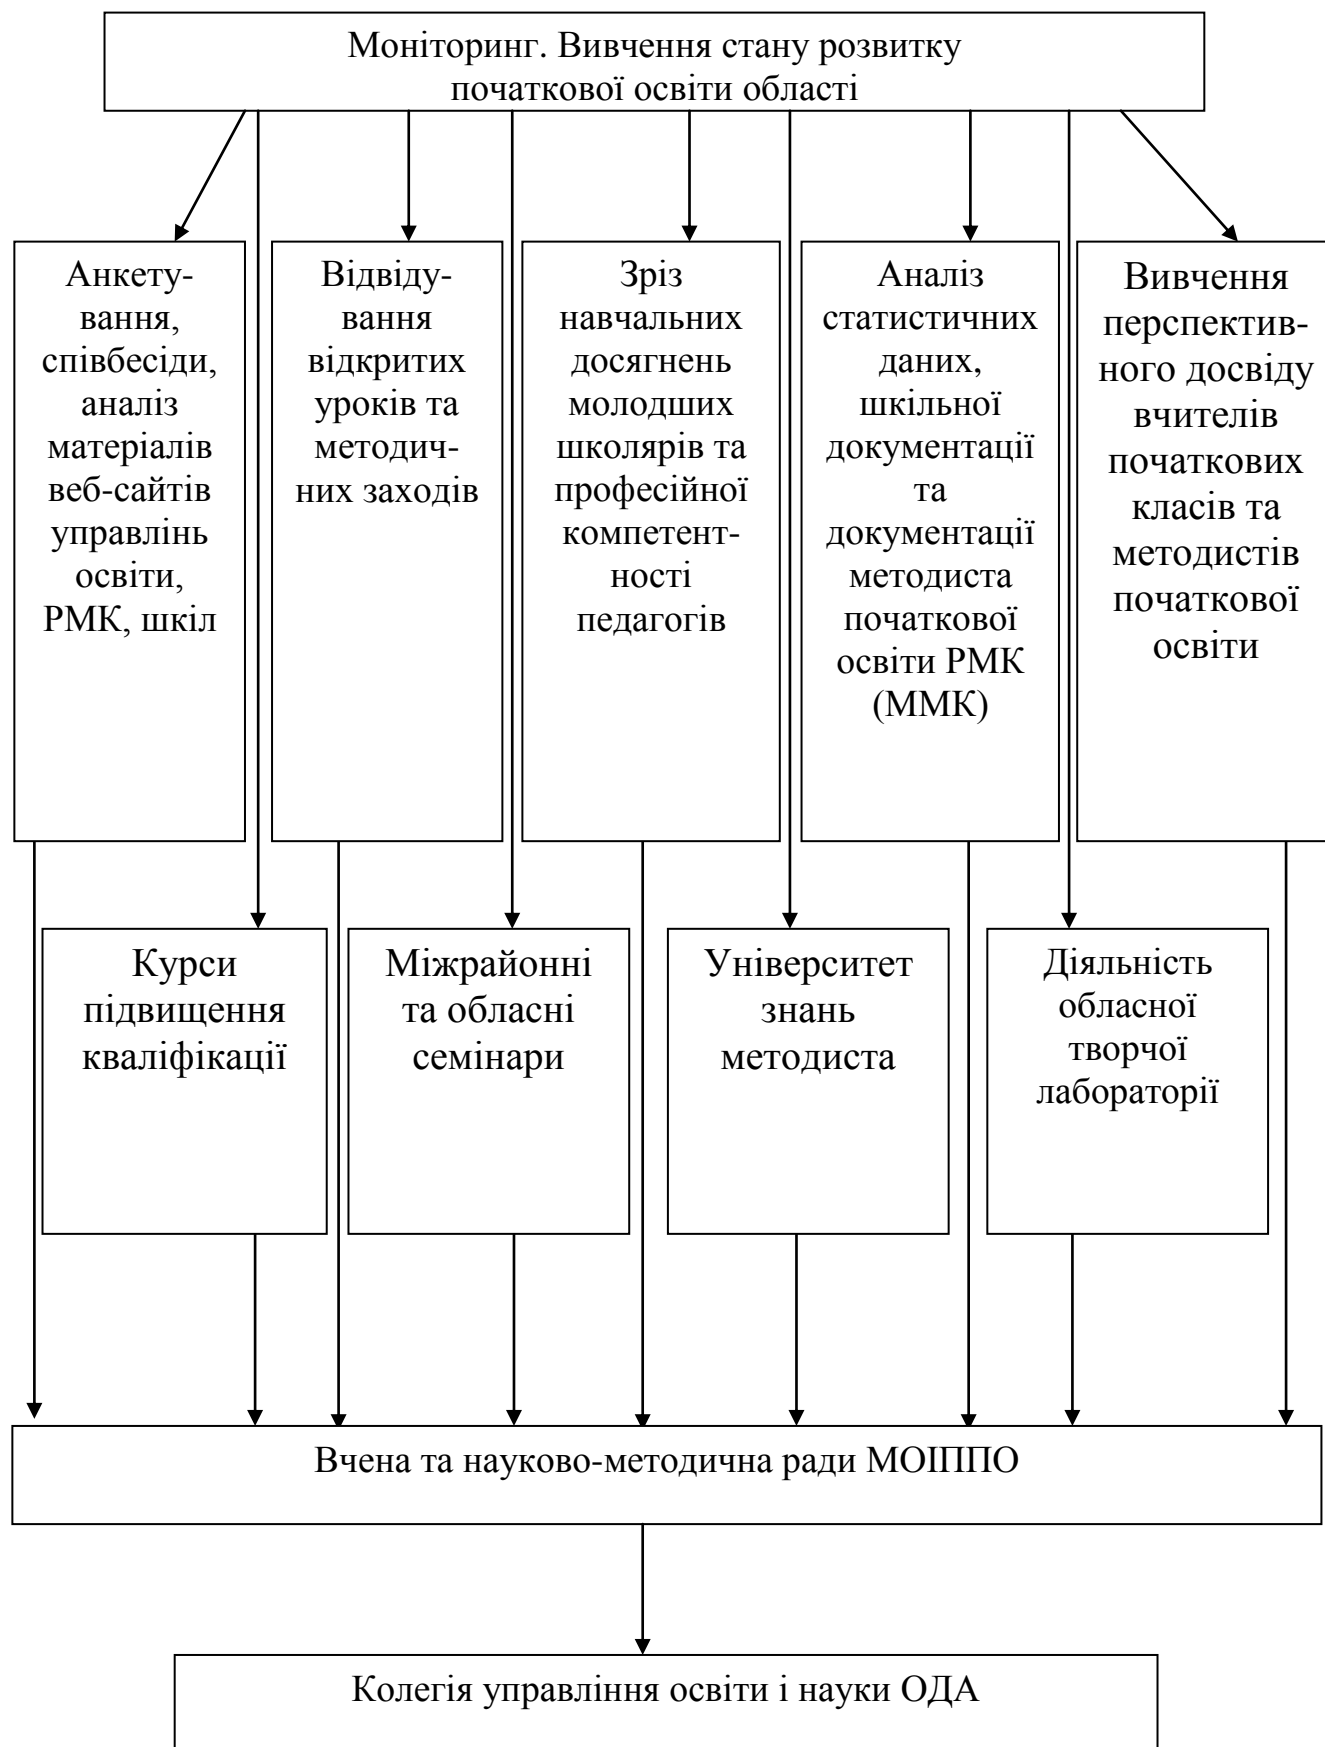 Моніторинг. Вивчення стану розвитку
початкової освіти області
Анкету-
вання,
співбесіди,
аналіз
матеріалів
веб-сайтів
управлінь
освіти,
РМК, шкіл
Відвіду-
вання
відкритих
уроків та
методич-
них заходів
Зріз
навчальних
досягнень
молодших
школярів та
професійної
компетент-
ності
педагогів
Аналіз
статистичних
даних,
шкільної
документації
та
документації
методиста
початкової
освіти РМК
(ММК)
Вивчення
перспектив-
ного досвіду
вчителів
початкових
класів та
методистів
початкової
освіти
Курси
підвищення
кваліфікації
Міжрайонні
та обласні
семінари
Університет
знань
методиста
Діяльність
обласної
творчої
лабораторії
Вчена та науково-методична ради МОІППО
Колегія управління освіти і науки ОДА